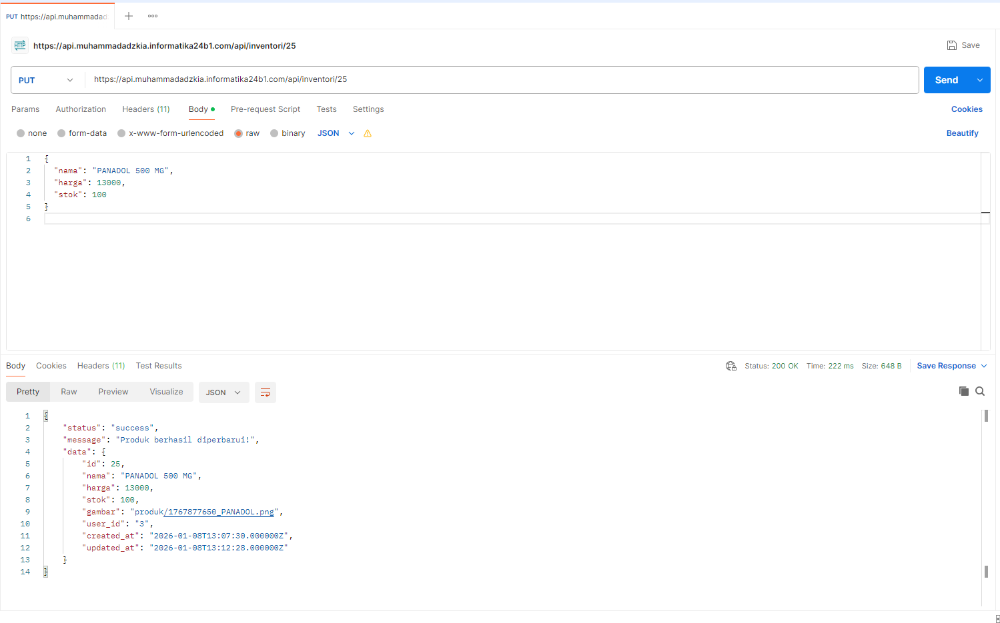 PUT https://api.muhammadad
HTTP https://api.muhammadadzkia.informatika24b1.com/api/inventori/25 Save
PUT https://api.muhammadadzkia.informatika24b1.com/api/inventori/25 Send
Params Authorization Headers (11) Body Pre-request Script Tests Settings Cookies
none form-data x-www-form-urlencoded raw binary JSON Beautify
1 {
2 "nama": "PANADOL 500 MG",
3 "harga": 13000,
4 "stok": 100
5 }
6
Body Cookies Headers (11) Test Results Status: 200 OK Time: 222 ms Size: 648 B Save Response
Pretty Raw Preview Visualize JSON
1 {
2 "status": "success",
3 "message": "Produk berhasil diperbarui!",
4 "data": {
5 "id": 25,
6 "nama": "PANADOL 500 MG",
7 "harga": 13000,
8 "stok": 100,
9 "gambar": "produk/1767877650_PANADOL.png",
10 "user_id": "3",
11 "created_at": "2026-01-08T13:07:30.000000Z",
12 "updated_at": "2026-01-08T13:12:28.000000Z"
13 }
14 }